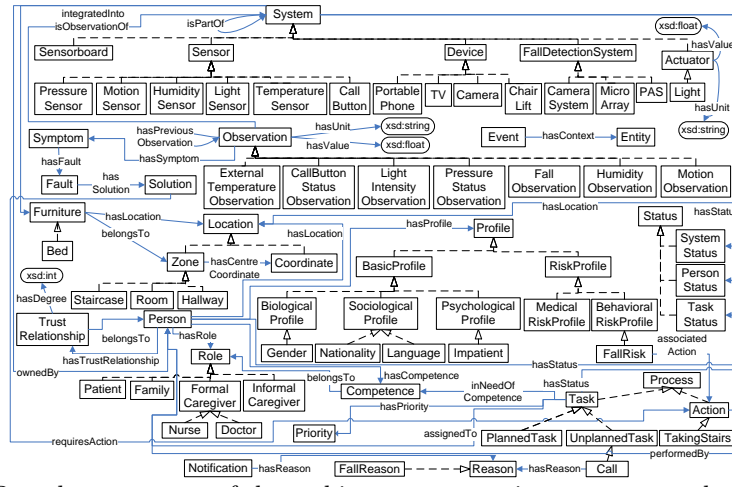 integratedInto
System
isObservationOf
isPartOf
xsd:float
hasValue
Sensorboard
Sensor
Device
FallDetectionSystem
Actuator
Pressure
Sensor
Motion
Sensor
Humidity
Sensor
Light
Sensor
Temperature
Sensor
Call
Button
Portable
Phone
TV
Camera
Chair
Lift
Camera
System
Micro
Array
PAS
Light
hasUnit
xsd:string
Symptom
hasPrevious
Observation
Observation
hasUnit
xsd:string
hasValue
xsd:float
Event
hasContext
Entity
hasFault
hasSymptom
Fault
has
Solution
Solution
External
Temperature
Observation
CallButton
Status
Observation
Light
Intensity
Observation
Pressure
Status
Observation
Fall
Observation
Humidity
Observation
Motion
Observation
Furniture
hasLocation
belongsTo
Location
hasLocation
hasProfile
Profile
hasLocation
Status
hasStatu
Bed
Zone
hasCentre
Coordinate
Coordinate
BasicProfile
RiskProfile
System
Status
Person
Status
Task
Status
xsd:int
hasDegree
Staircase
Room
Hallway
Biological
Profile
Sociological
Profile
Psychological
Profile
Medical
RiskProfile
Behavioral
RiskProfile
Trust
Relationship
belongsTo
Person
hasRole
hasTrustRelationship
Gender
Nationality
Language
Impatient
FallRisk
associated
Action
ownedBy
Role
hasStatus
Process
Patient
Family
Formal
Caregiver
Informal
Caregiver
belongsTo
hasCompetence
Competence
inNeedOf
Competence
hasStatus
Task
Action
hasPriority
Nurse
Doctor
Priority
assignedTo
PlannedTask
UnplannedTask
TakingStairs
requiresAction
performedBy
Notification
hasReason
FallReason
Reason
hasReason
Call